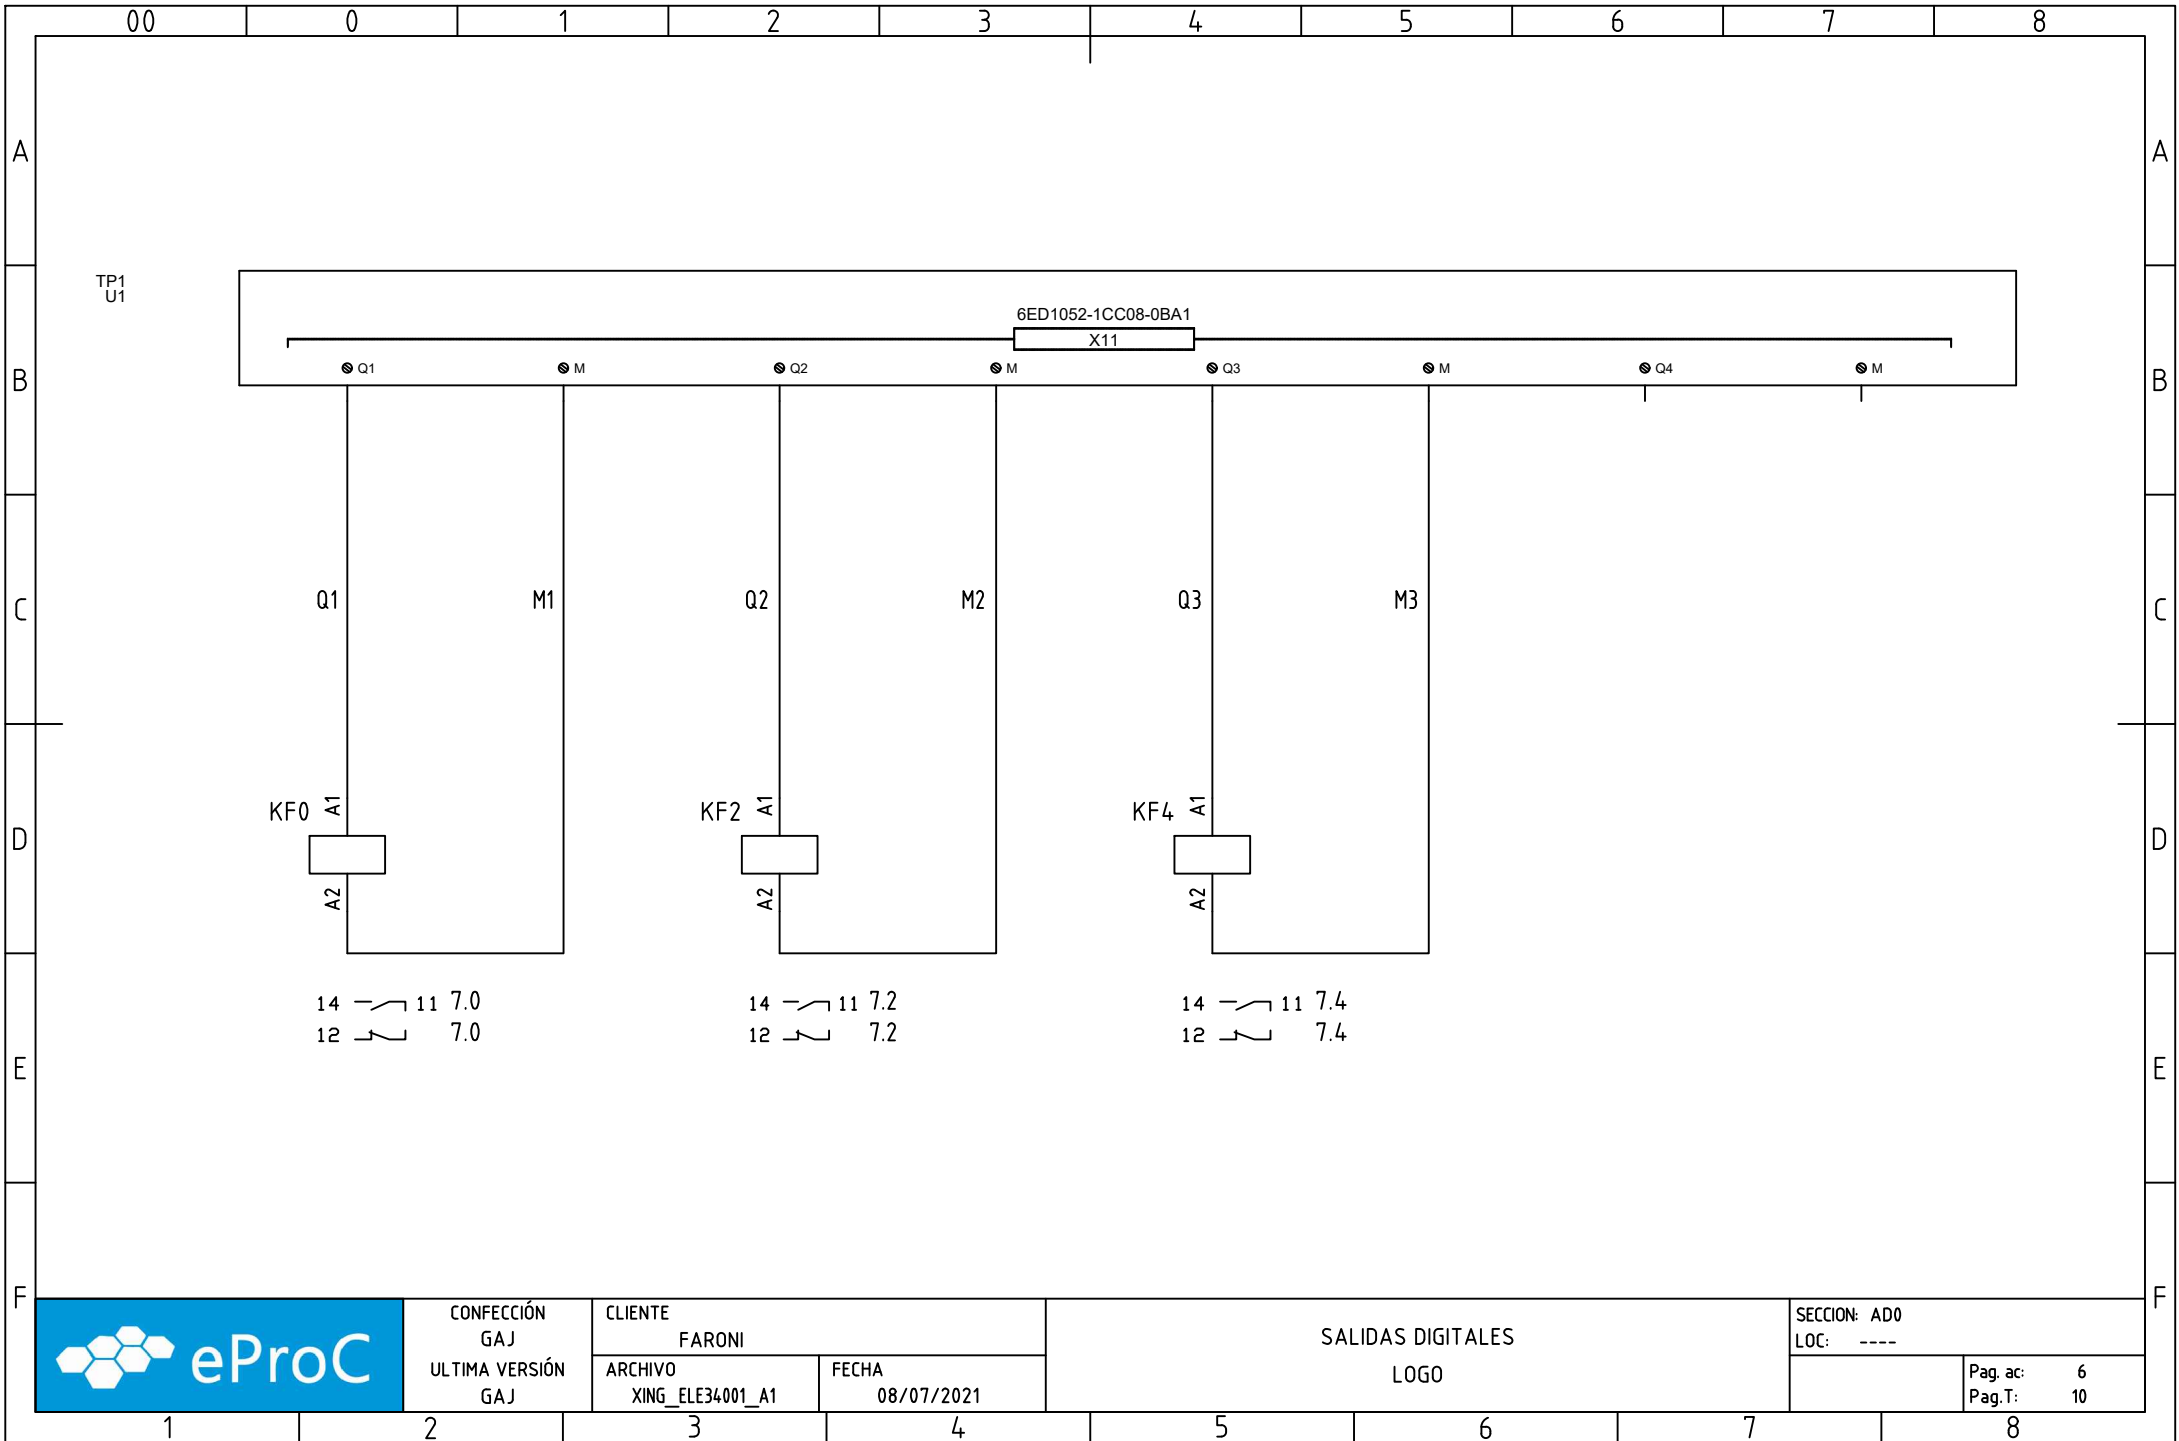 00 0 1 2 3 4 5 6 7 8
A A
TP1
U1
6ED1052-1CC08-0BA1
X11
Q1 M Q2 M Q3 M Q4 M
B B
Q1 M1 Q2 M2 Q3 M3
C C
KF0 A1 KF2 A1 KF4 A1
D D
A2 A2 A2
14 11 7.0 14 11 7.2 14 11 7.4
12 7.0 12 7.2 12 7.4
E E
F F
eProC
CONFECCIÓN
GAJ
ULTIMA VERSIÓN
GAJ
CLIENTE
FARONI
ARCHIVO
XING_ELE34001_A1
FECHA
08/07/2021
SALIDAS DIGITALES
LOGO
SECCION: AD0
LOC: ----
Pag. ac: 6
Pag.T: 10
1 2 3 4 5 6 7 8